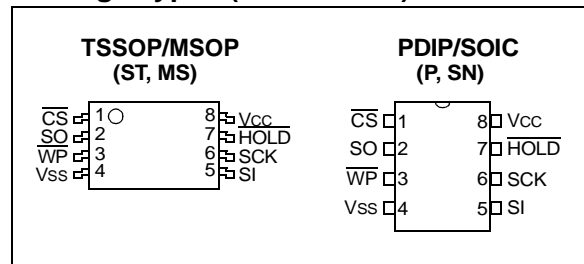 TSSOP/MSOP
(ST, MS)
CS 1 8 VCC
SO 2 7 HOLD
WP 3 6 SCK
VSS 4 5 SI
PDIP/SOIC
(P, SN)
CS 1 8 VCC
SO 2 7 HOLD
WP 3 6 SCK
VSS 4 5 SI